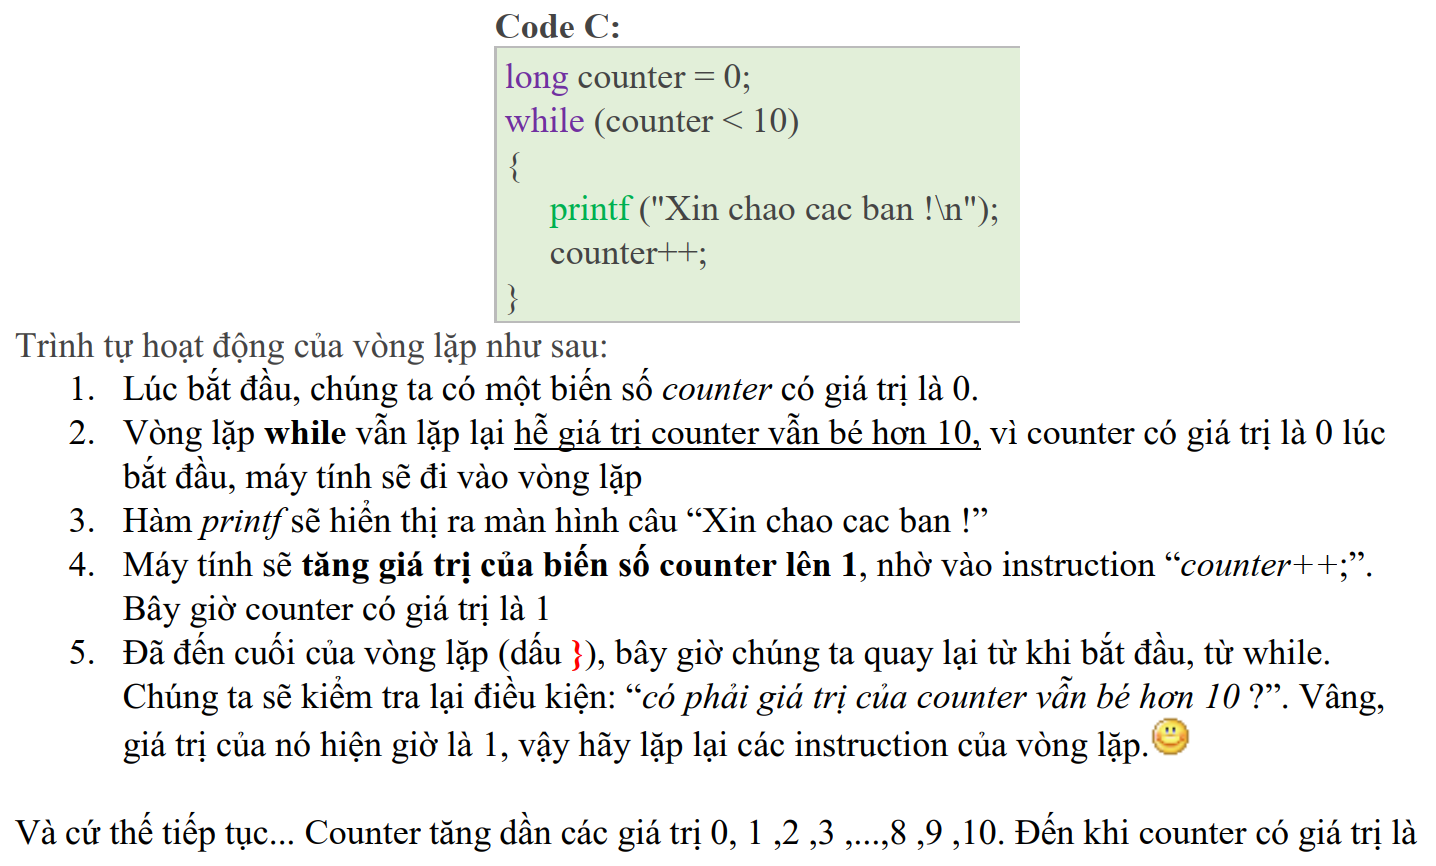 Code C:
long counter = 0;
while (counter < 10)
{
printf ("Xin chao cac ban !\n");
counter++;
}
Trình tự hoạt động của vòng lặp như sau:
1. Lúc bắt đầu, chúng ta có một biến số counter có giá trị là 0.
2. Vòng lặp while vẫn lặp lại hễ giá trị counter vẫn bé hơn 10, vì counter có giá trị là 0 lúc
bắt đầu, máy tính sẽ đi vào vòng lặp
3. Hàm printf sẽ hiển thị ra màn hình câu “Xin chao cac ban !”
4. Máy tính sẽ tăng giá trị của biến số counter lên 1, nhờ vào instruction “counter++;”.
Bây giờ counter có giá trị là 1
5. Đã đến cuối của vòng lặp (dấu }), bây giờ chúng ta quay lại từ khi bắt đầu, từ while.
Chúng ta sẽ kiểm tra lại điều kiện: “có phải giá trị của counter vẫn bé hơn 10 ?”. Vâng,
giá trị của nó hiện giờ là 1, vậy hãy lặp lại các instruction của vòng lặp.
Và cứ thế tiếp tục... Counter tăng dần các giá trị 0, 1 ,2 ,3 ,...,8 ,9 ,10. Đến khi counter có giá trị là